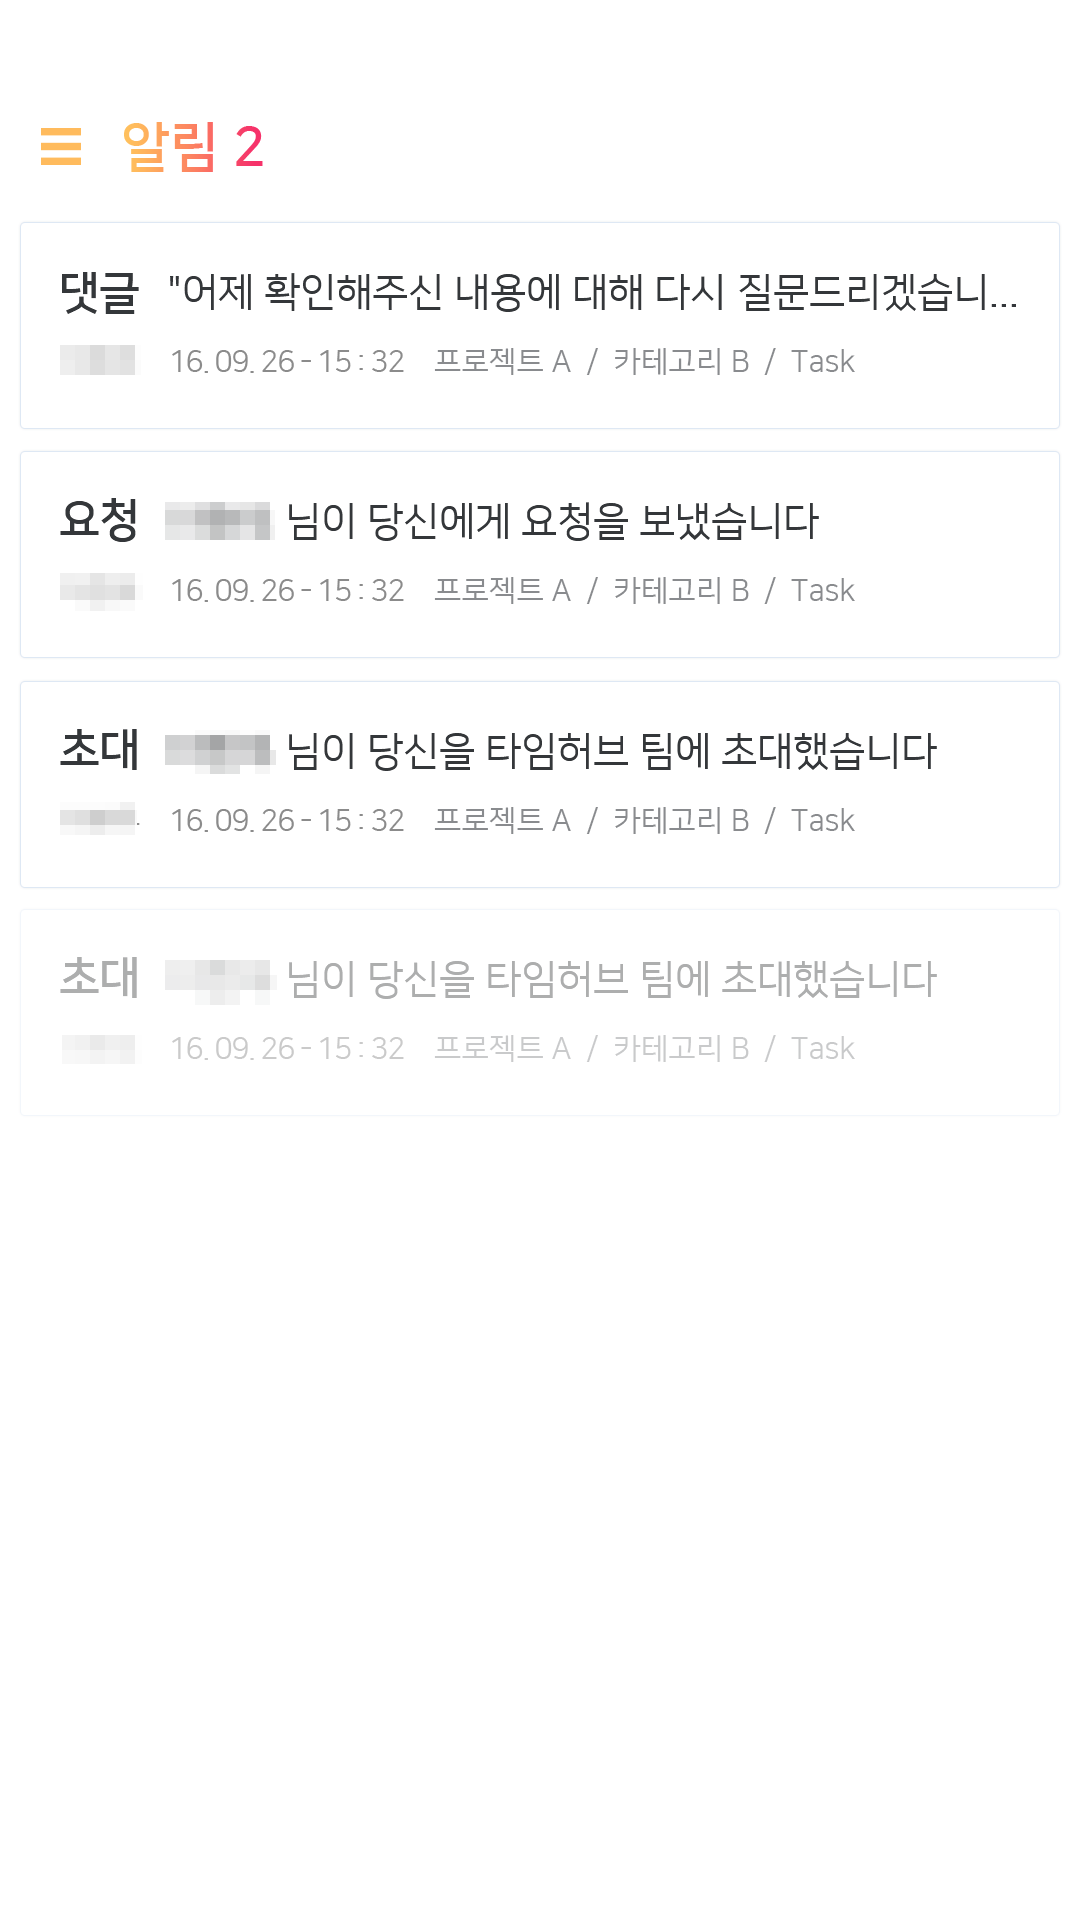 알림 2
댓글 "어제 확인해주신 내용에 대해 다시 질문드리겠습니...
16. 09. 26 - 15 : 32 프로젝트 A / 카테고리 B / Task
요청 님이 당신에게 요청을 보냈습니다
16. 09. 26 - 15 : 32 프로젝트 A / 카테고리 B / Task
초대 님이 당신을 타임허브 팀에 초대했습니다
16. 09. 26 - 15 : 32 프로젝트 A / 카테고리 B / Task
초대 님이 당신을 타임허브 팀에 초대했습니다
16. 09. 26 - 15 : 32 프로젝트 A / 카테고리 B / Task